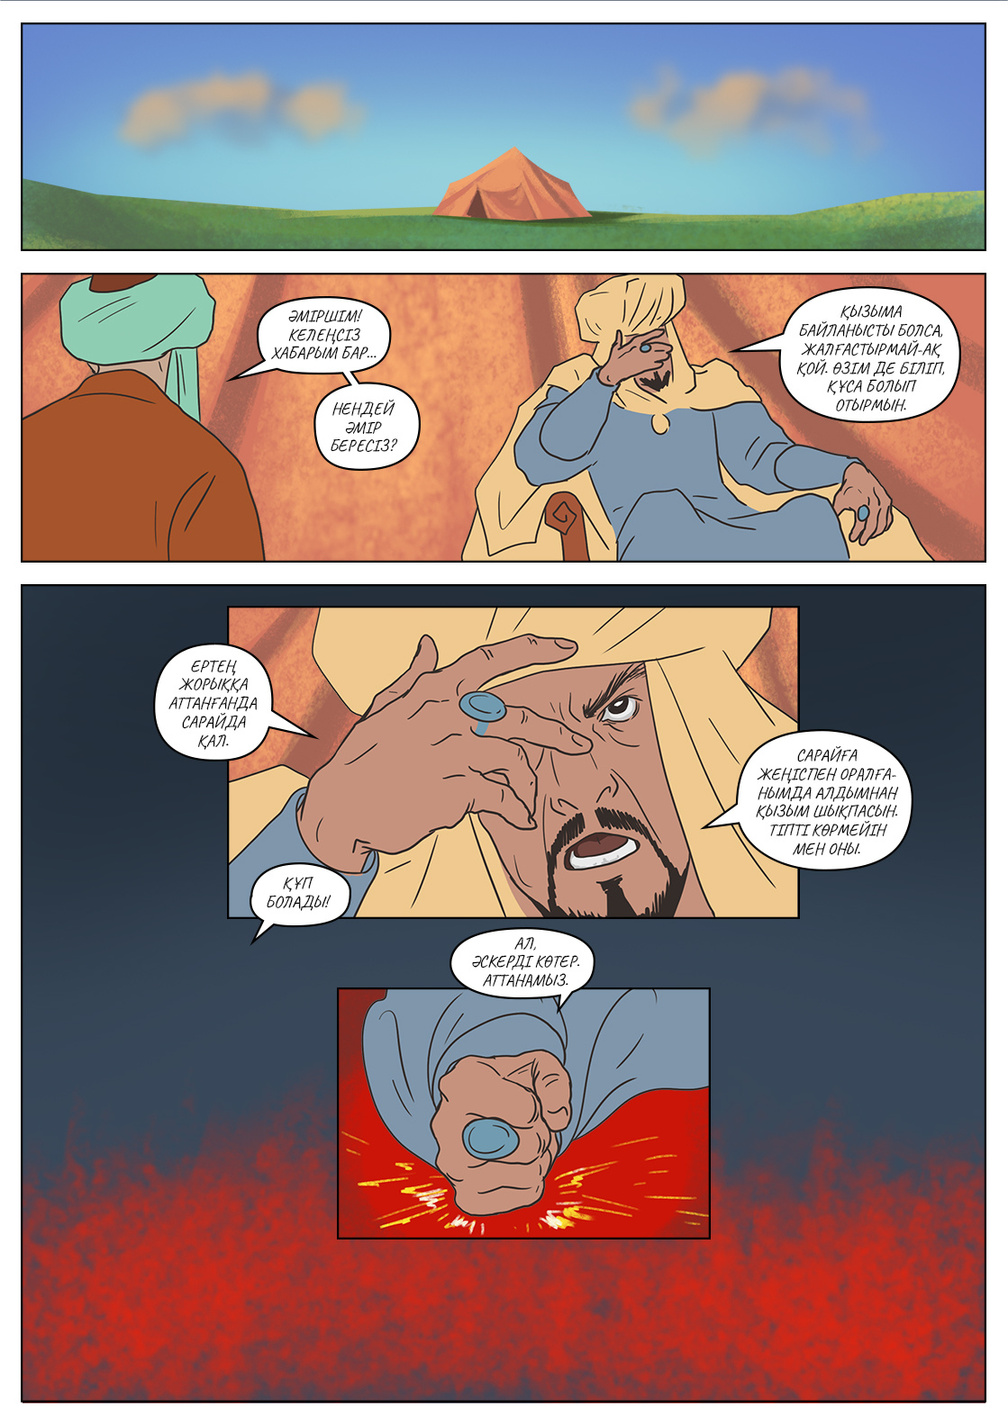 ӘМІРШІМ!
КЕЛЕҢСІЗ
ХАБАРЫМ БАР...
НЕНДЕЙ
ӘМІР
БЕРЕСІЗ?
ҚЫЗЫМА
БАЙЛАНЫСТЫ БОЛСА,
ЖАЛҒАСТЫРМАЙ-АҚ
ҚОЙ. ӨЗІМ ДЕ БІЛІП,
ҚҰСА БОЛЫП
ОТЫРМЫН.
ЕРТЕҢ
ЖОРЫҚҚА
АТТАНҒАНДА
САРАЙДА
ҚАЛ.
САРАЙҒА
ЖЕҢІСПЕН ОРАЛҒА-
НЫМДА АЛДЫМНАН
ҚЫЗЫМ ШЫҚПАСЫН.
ТІПТІ КӨРМЕЙІН
МЕН ОНЫ.
ҚҰП
БОЛАДЫ!
АЛ,
ӘСКЕРДІ КӨТЕР.
АТТАНАМЫЗ.